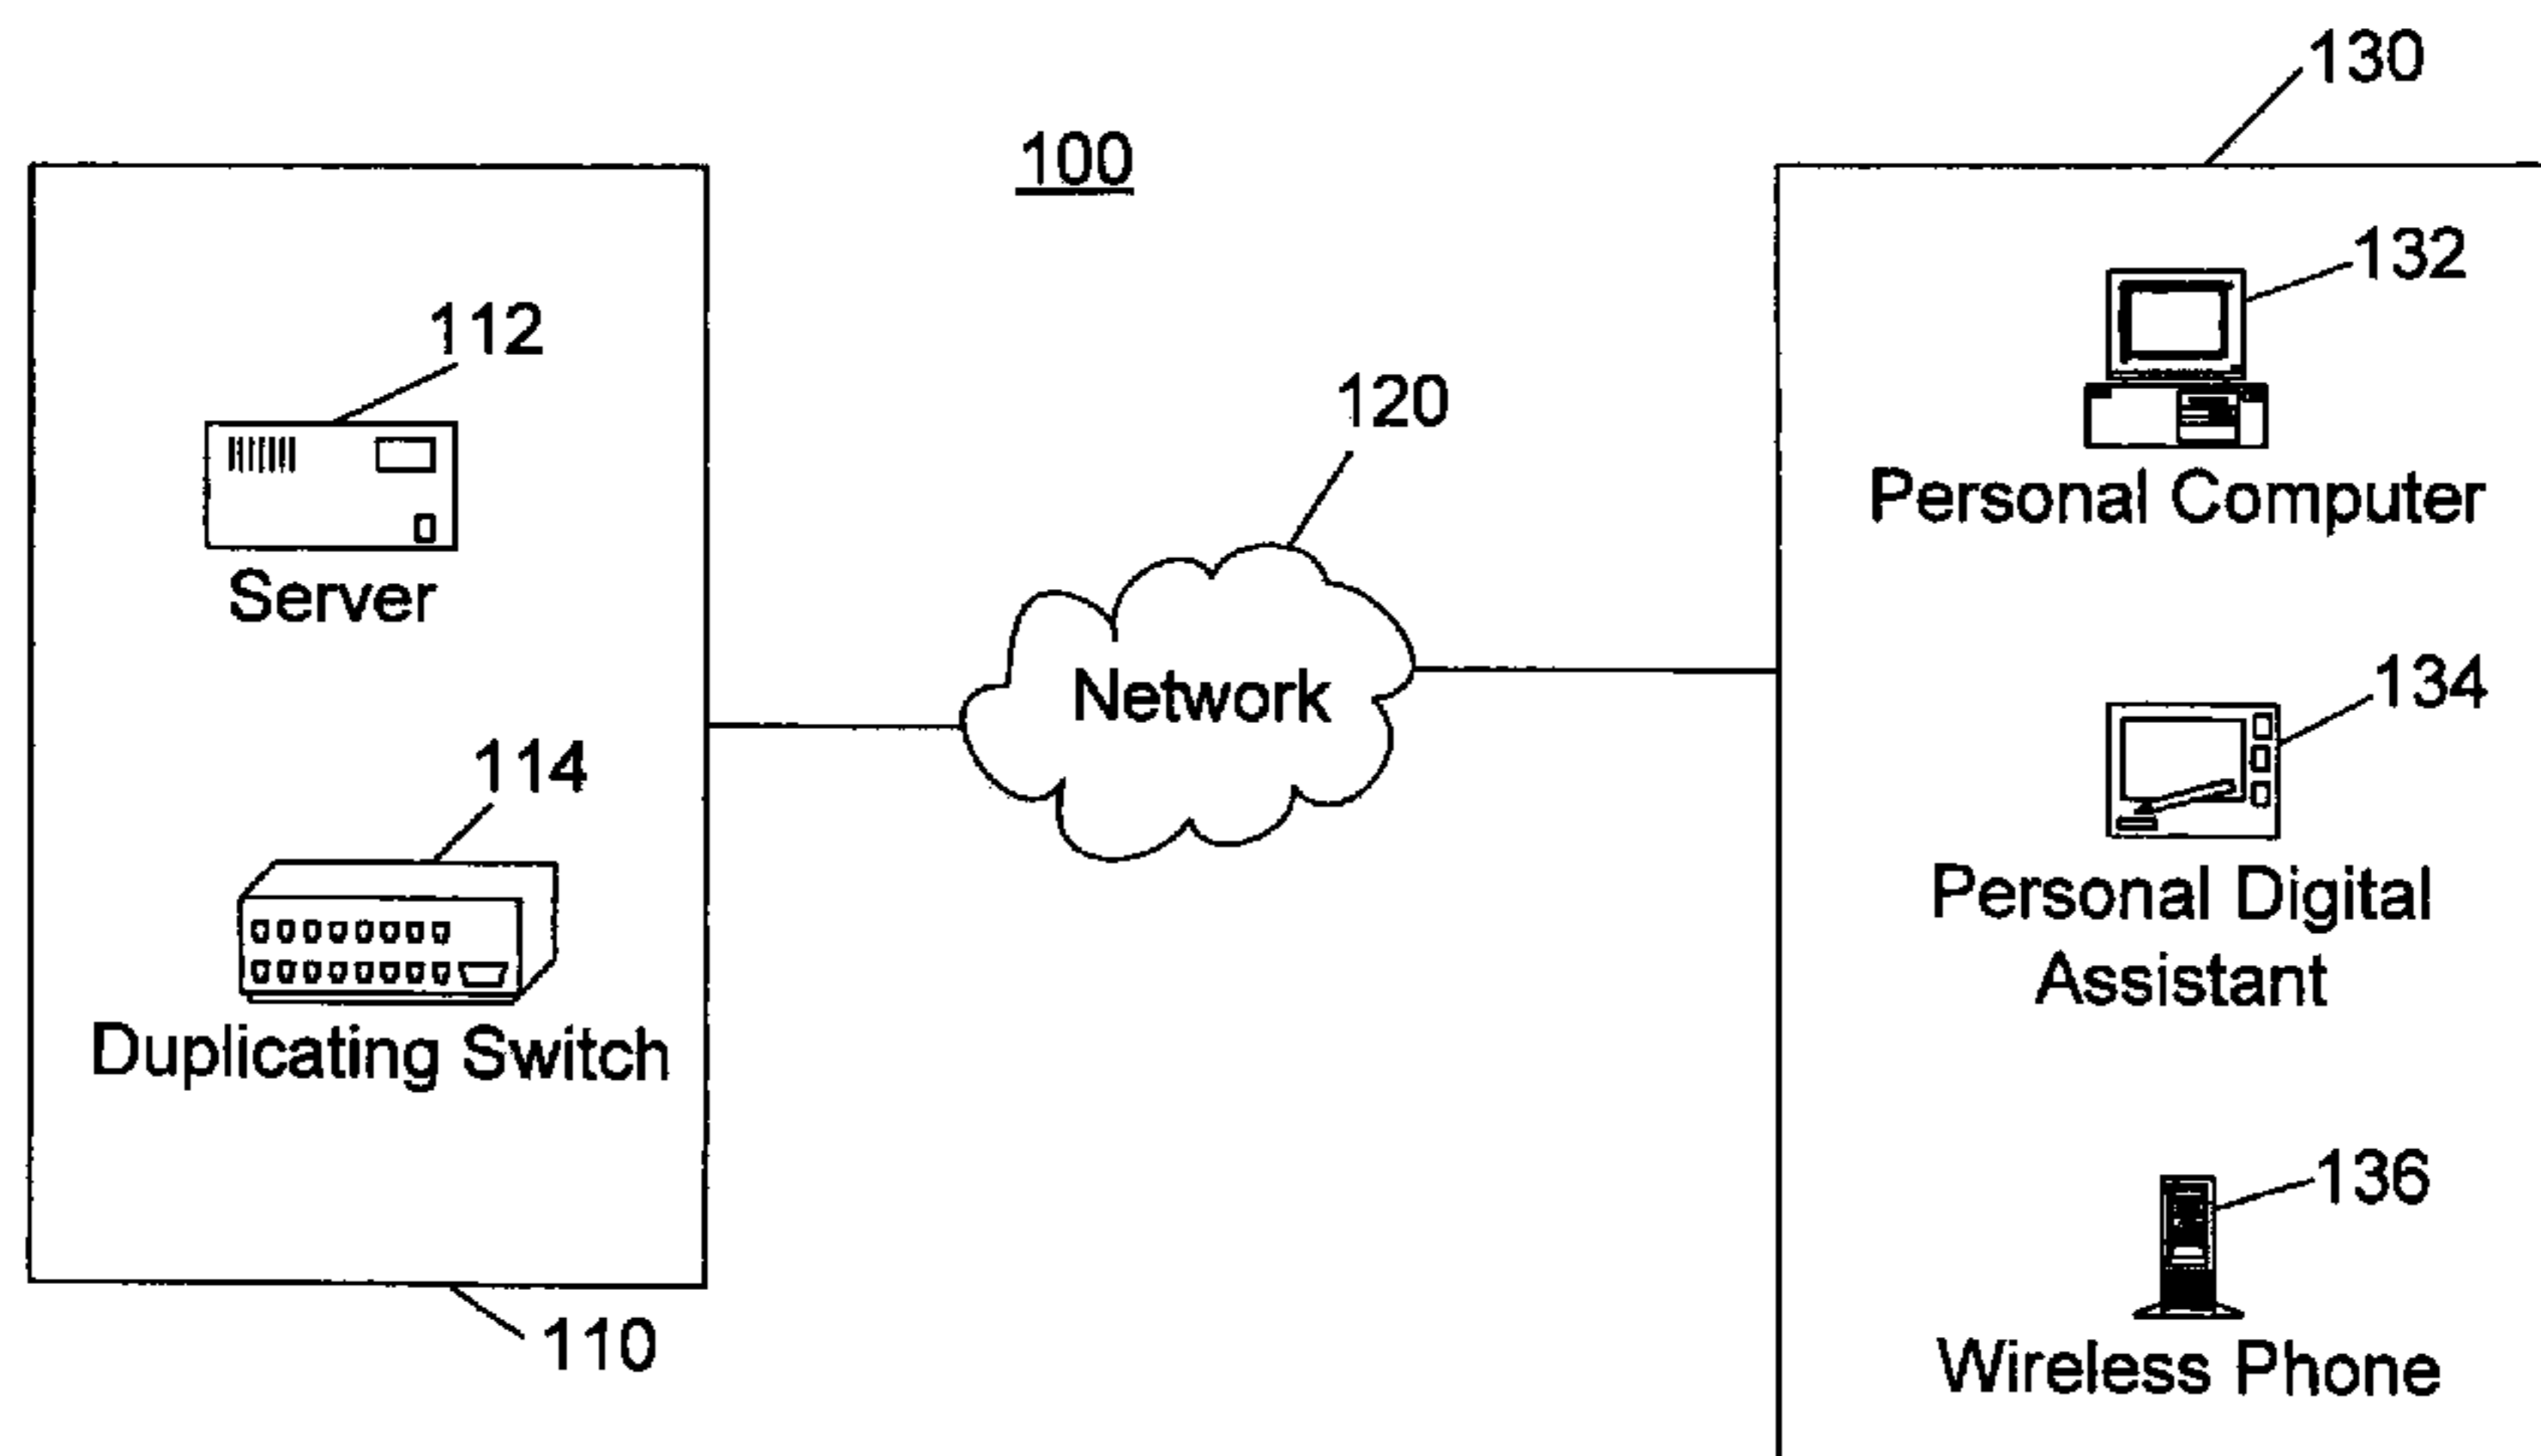 100
130
112
Server
114
Duplicating Switch
110
120
Network
132
Personal Computer
134
Personal Digital
Assistant
136
Wireless Phone